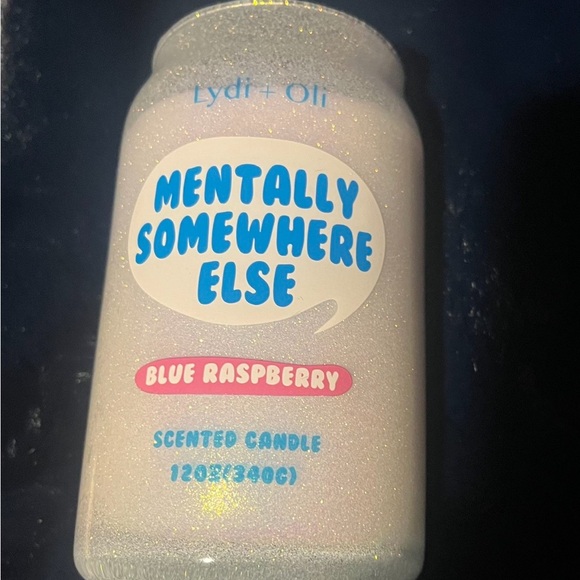 Lydi + Oli
MENTALLY
SOMEWHERE
ELSE
BLUE RASPBERRY
SCENTED CANDLE
12OZ(340G)